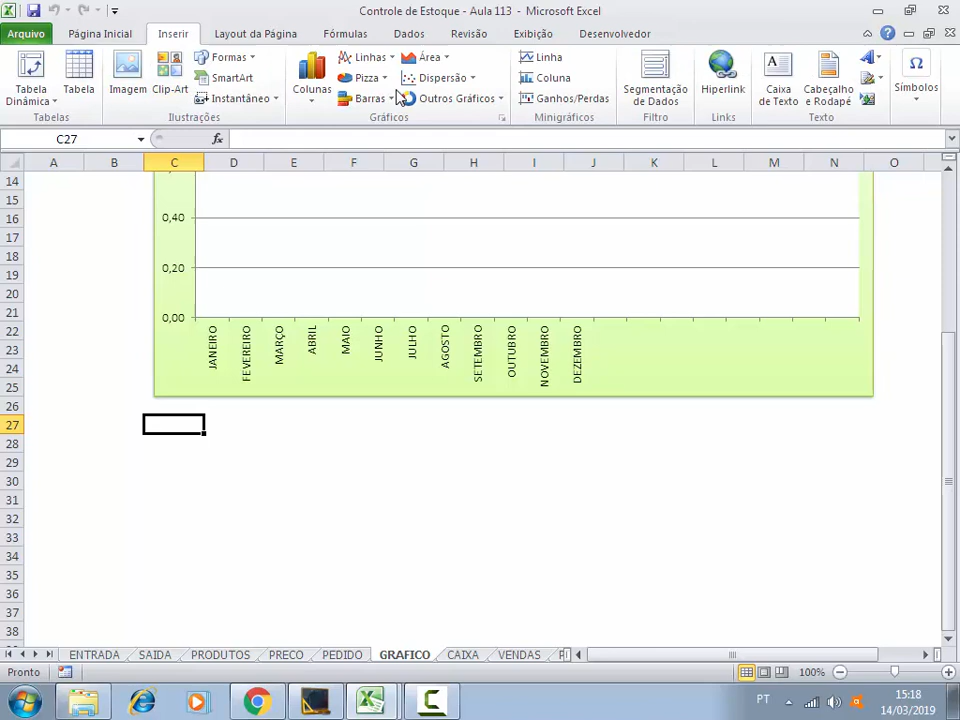 Controle de Estoque - Aula 113 - Microsoft Excel
Arquivo Página Inicial Inserir Layout da Página Fórmulas Dados Revisão Exibição Desenvolvedor
Tabela Dinâmica Tabela
Tabelas
Imagem Clip-Art Formas SmartArt Instantâneo
Ilustrações
Colunas Linhas Pizza Barras Área Dispersão Outros Gráficos
Gráficos
Linha Coluna Ganhos/Perdas
Minigráficos
Segmentação de Dados
Filtro
Hiperlink
Links
Caixa de Texto Cabeçalho e Rodapé
Texto
Símbolos
C27 fx
A B C D E F G H I J K L M N O
14
15
16
17
18
19
20
21
22
23
24
25
26
27
28
29
30
31
32
33
34
35
36
37
38
0,40
0,20
0,00
JANEIRO FEVEREIRO MARÇO ABRIL MAIO JUNHO JULHO AGOSTO SETEMBRO OUTUBRO NOVEMBRO DEZEMBRO
ENTRADA SAIDA PRODUTOS PRECO PEDIDO GRAFICO CAIXA VENDAS
Pronto 100%
PT 15:18
14/03/2019